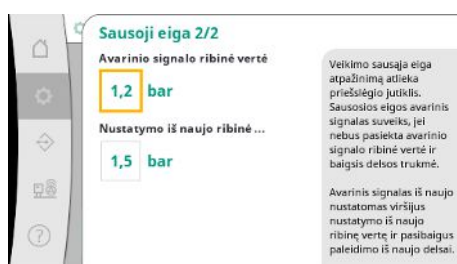 Sausoji eiga 2/2
Avarinio signalo ribinė vertė
1,2 bar
Nustatymo iš naujo ribinė ...
1,5 bar
Veikimo sausąja eiga
atpažinimą atlieka
priešslėgio jutiklis.
Sausosios eigos avarinis
signalas suveiks, jei
nebus pasiekta avarinio
signalo ribinė vertė ir
baigsis delsos trukmė.
Avarinis signalas iš naujo
nustatomas viršijus
nustatymo iš naujo
ribinę vertę ir pasibaigus
paleidimo iš naujo delsai.